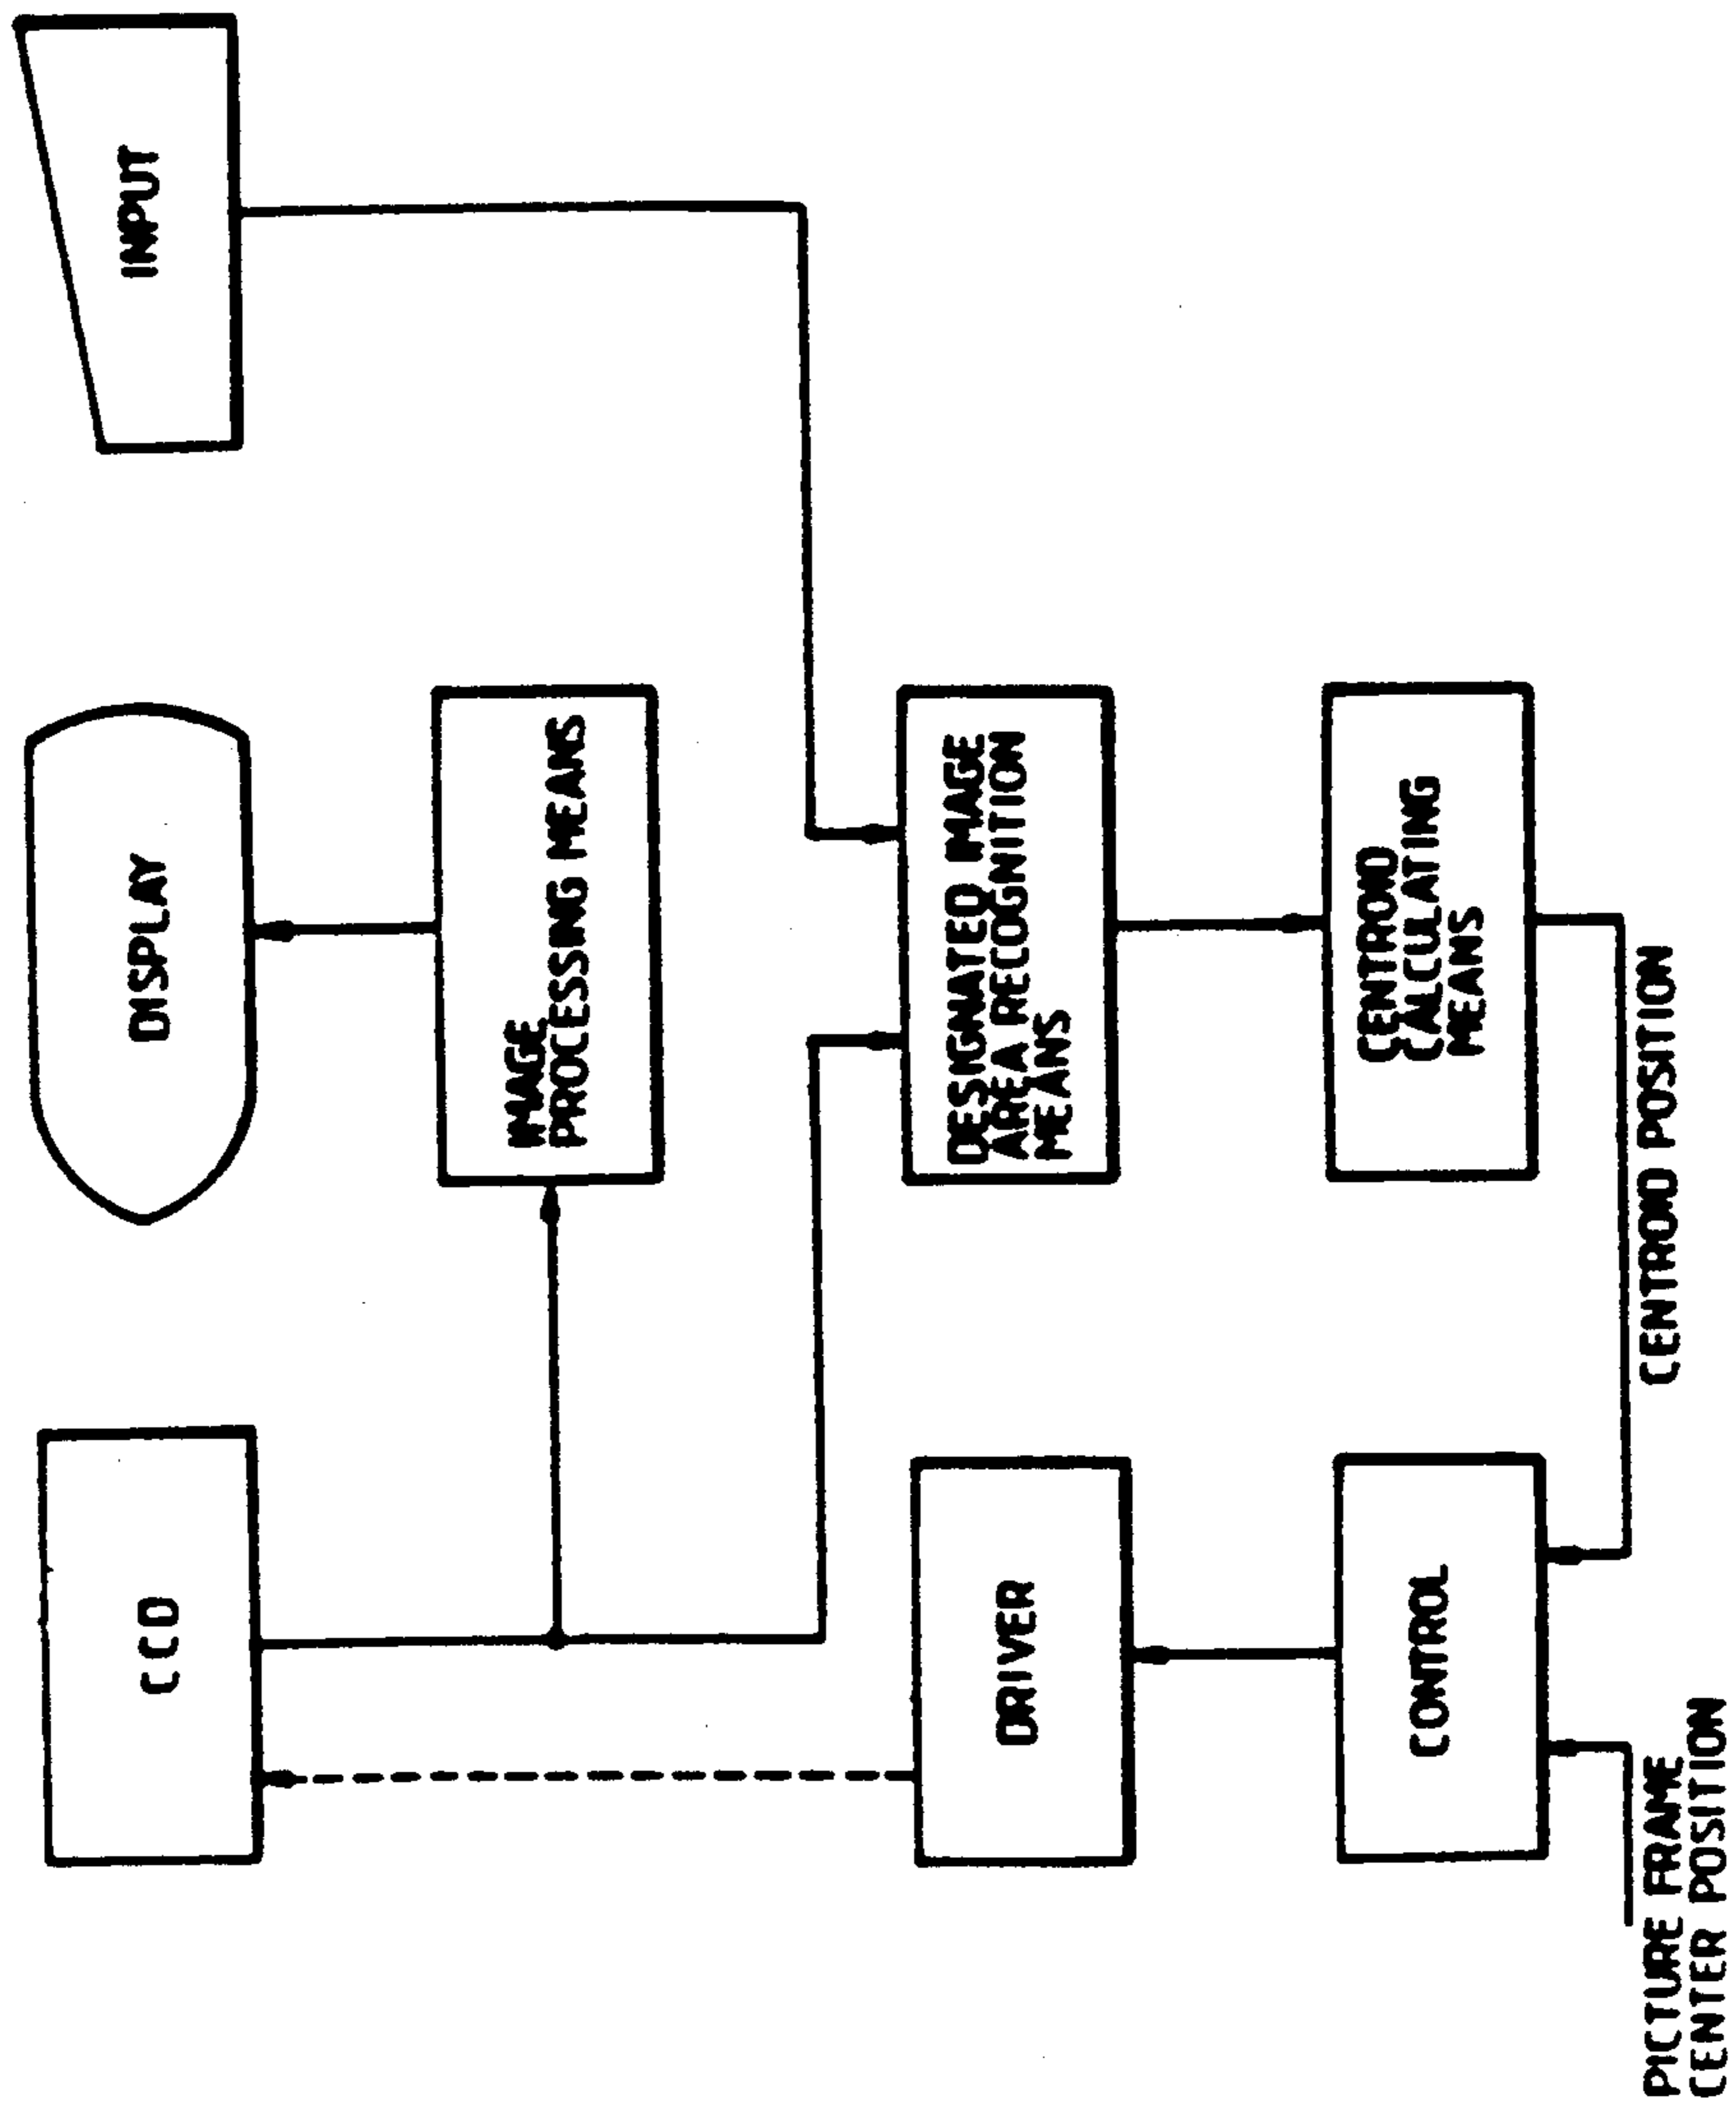 CCD
DISPLAY
INPUT
IMAGE
PROCESSING MEANS
DRIVER
DESIGNATED IMAGE
AREA RECOGNITION
MEANS
CONTROL
CENTROID
CALCULATING
MEANS
PICTURE FRAME
CENTER POSITION
CENTROID POSITION